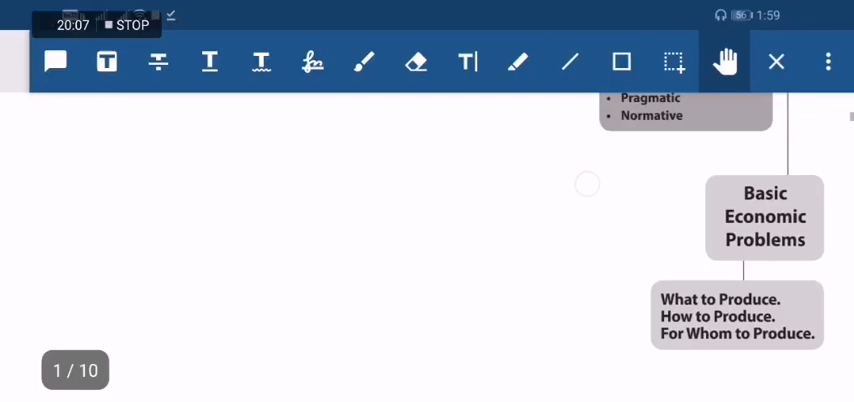 20:07 STOP
56 1:59
T T T T T
• Pragmatic
• Normative
Basic
Economic
Problems
What to Produce.
How to Produce.
For Whom to Produce.
1 / 10